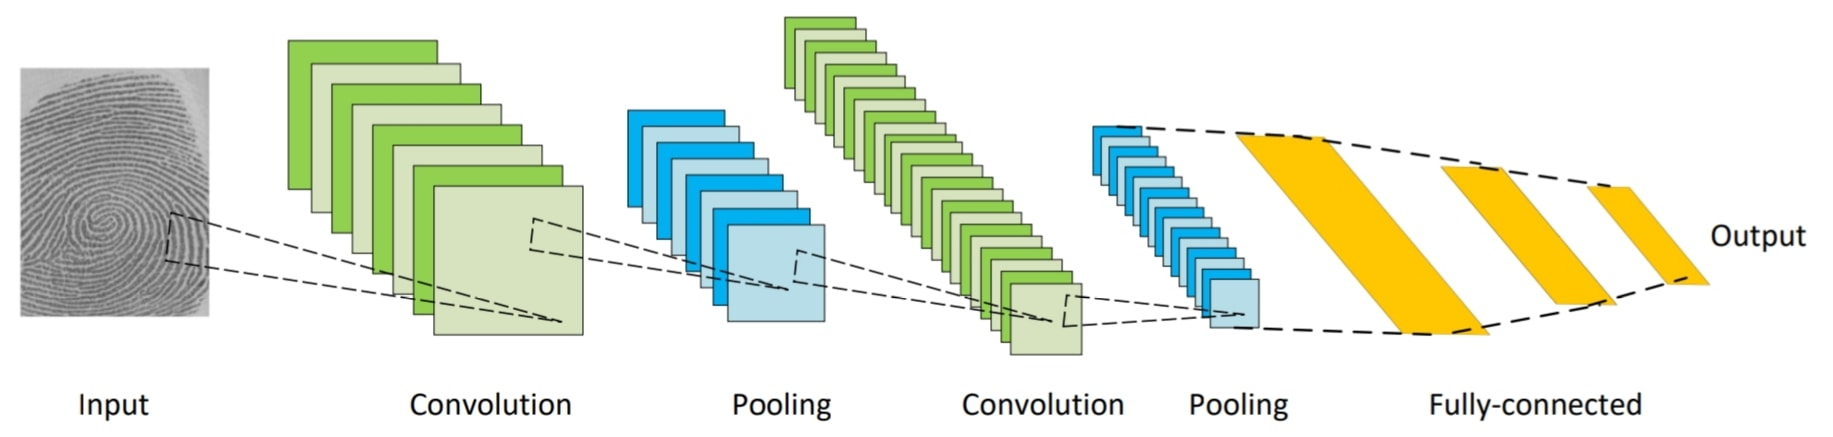 Output
Input
Convolution
Pooling
Convolution
Pooling
Fully-connected